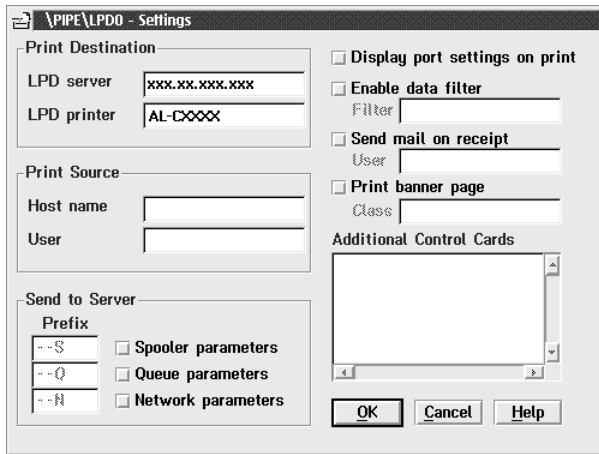 \PIPE\LPD0 - Settings
Print Destination
LPD server xxx.xx.xxx.xxx
LPD printer AL-CXXXX
Print Source
Host name
User
Send to Server
Prefix
--S Spooler parameters
--Q Queue parameters
--N Network parameters
Display port settings on print
Enable data filter
Filter
Send mail on receipt
User
Print banner page
Class
Additional Control Cards
OK Cancel Help